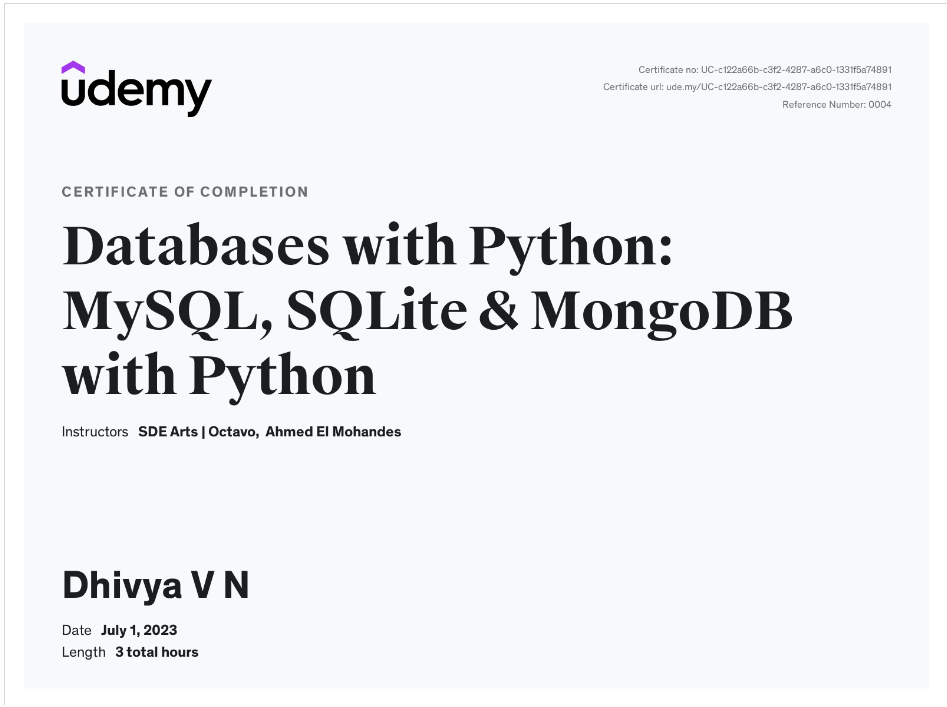 udemy
Certificate no: UC-c122a66b-c3f2-4287-a6c0-1331f5a74891
Certificate url: ude.my/UC-c122a66b-c3f2-4287-a6c0-1331f5a74891
Reference Number: 0004
CERTIFICATE OF COMPLETION
Databases with Python:
MySQL, SQLite & MongoDB
with Python
Instructors SDE Arts | Octavo, Ahmed El Mohandes
Dhivya V N
Date July 1, 2023
Length 3 total hours